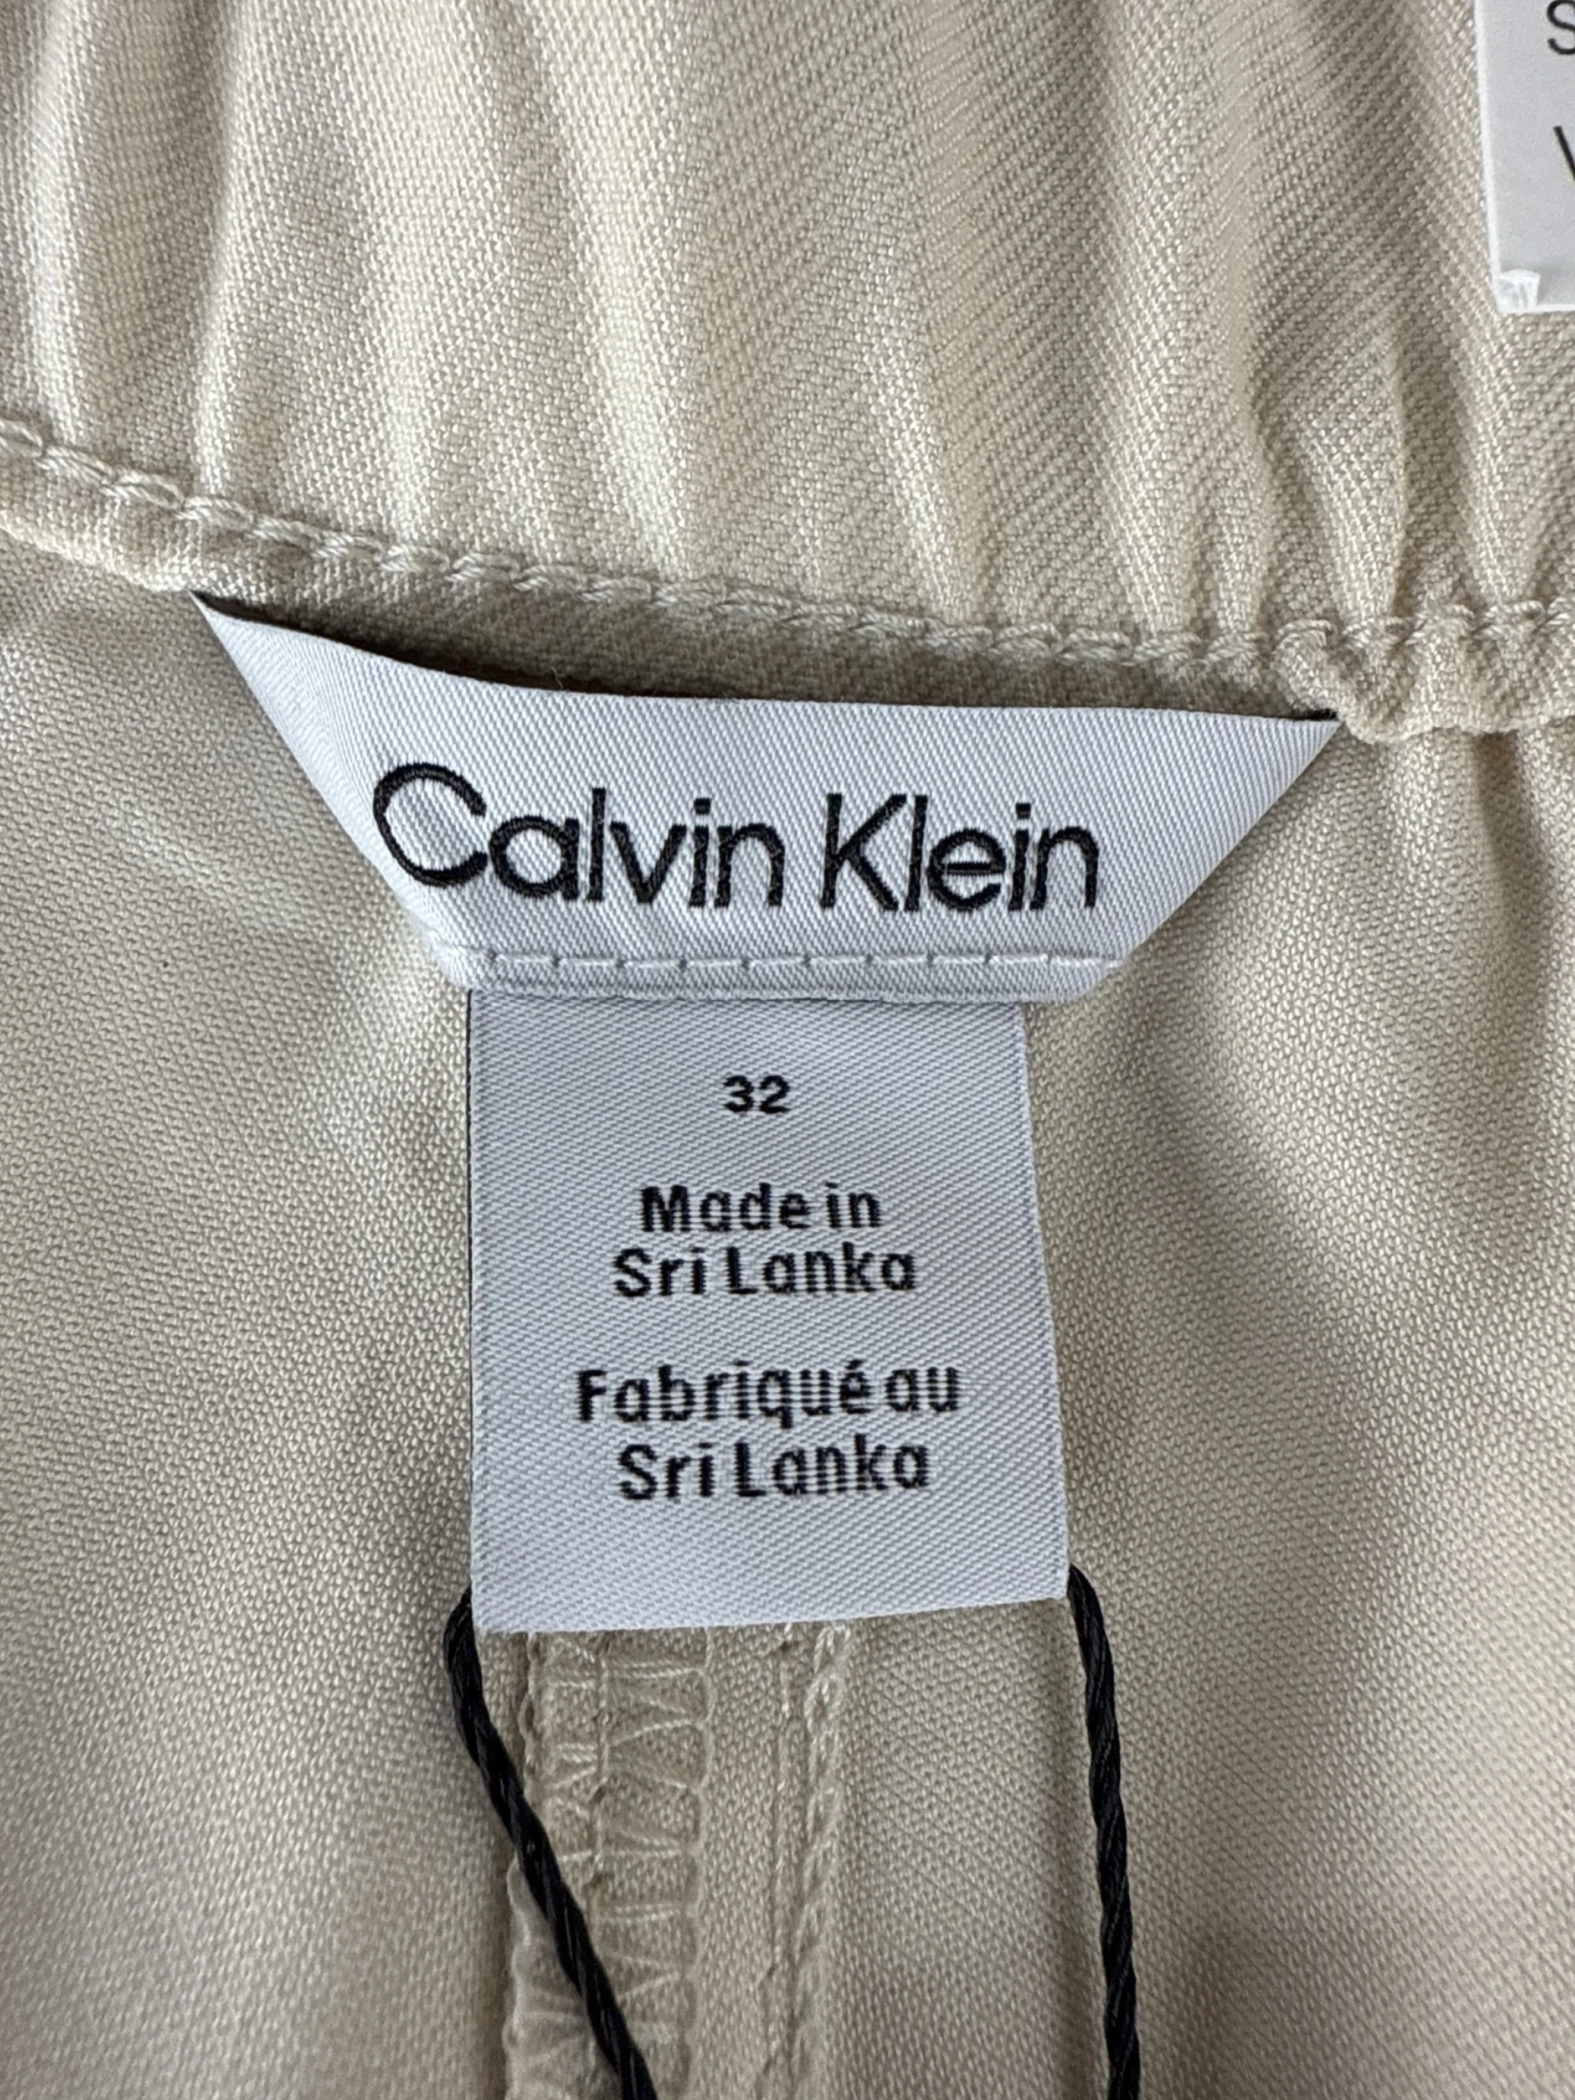 Calvin Klein
32
Made in
Sri Lanka
Fabriqué au
Sri Lanka